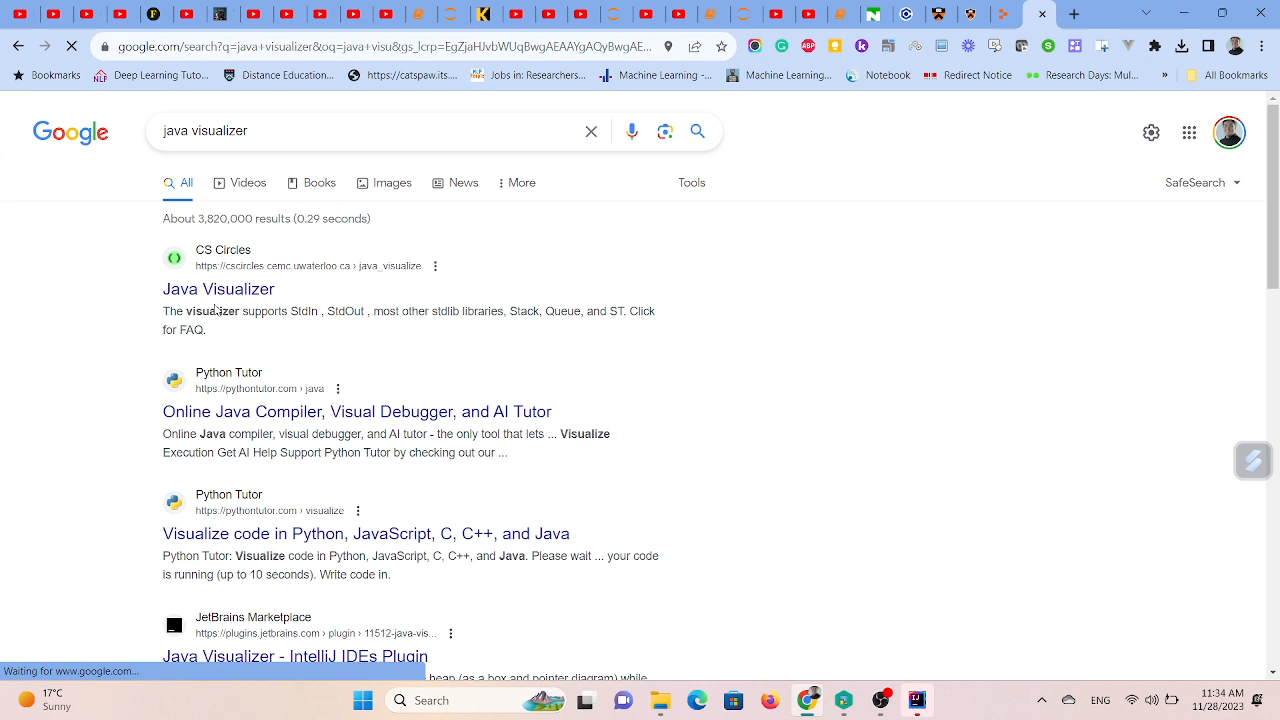 google.com/search?q=java+visualizer&oq=java+visu&gs_lcrp=EgZjaHJvbWUqBwgAEAAYgAQyBwgAE...
Bookmarks
Deep Learning Tuto...
Distance Education...
https://catspaw.its....
Jobs in: Researchers...
Machine Learning -...
Machine Learning...
Notebook
Redirect Notice
Research Days: Mul...
»
All Bookmarks
Google
java visualizer
All
Videos
Books
Images
News
More
Tools
SafeSearch
About 3,820,000 results (0.29 seconds)
CS Circles
https://cscircles.cemc.uwaterloo.ca › java_visualize
Java Visualizer
The visualizer supports StdIn , StdOut , most other stdlib libraries, Stack, Queue, and ST. Click
for FAQ.
Python Tutor
https://pythontutor.com › java
Online Java Compiler, Visual Debugger, and AI Tutor
Online Java compiler, visual debugger, and AI tutor - the only tool that lets ... Visualize
Execution Get AI Help Support Python Tutor by checking out our ...
Python Tutor
https://pythontutor.com › visualize
Visualize code in Python, JavaScript, C, C++, and Java
Python Tutor: Visualize code in Python, JavaScript, C, C++, and Java. Please wait ... your code
is running (up to 10 seconds). Write code in.
JetBrains Marketplace
https://plugins.jetbrains.com › plugin › 11512-java-vis...
Java Visualizer - IntelliJ IDEs Plugin
heap (as a box and pointer diagram) while
Waiting for www.google.com...
17°C
Sunny
Search
ENG
11:34 AM
11/28/2023